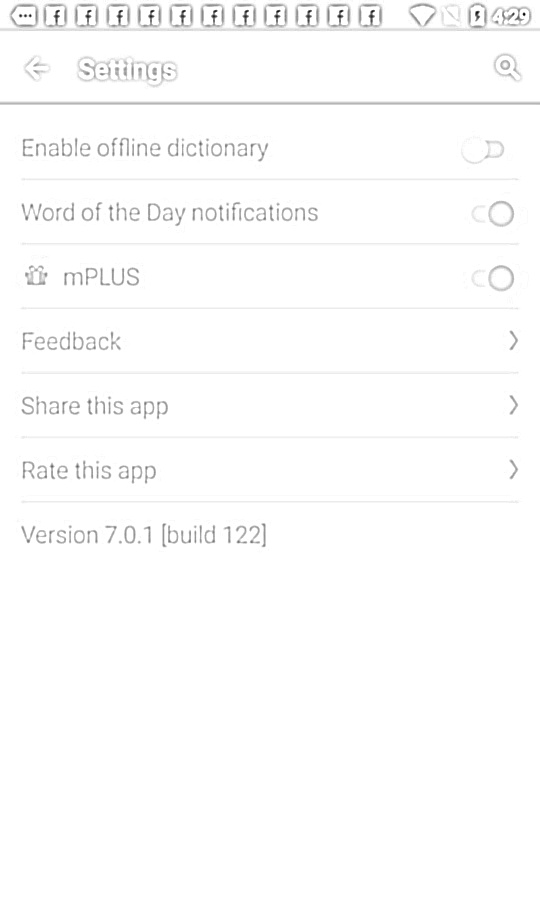 4:29
Settings
Enable offline dictionary
Word of the Day notifications
mPLUS
Feedback
Share this app
Rate this app
Version 7.0.1 [build 122]